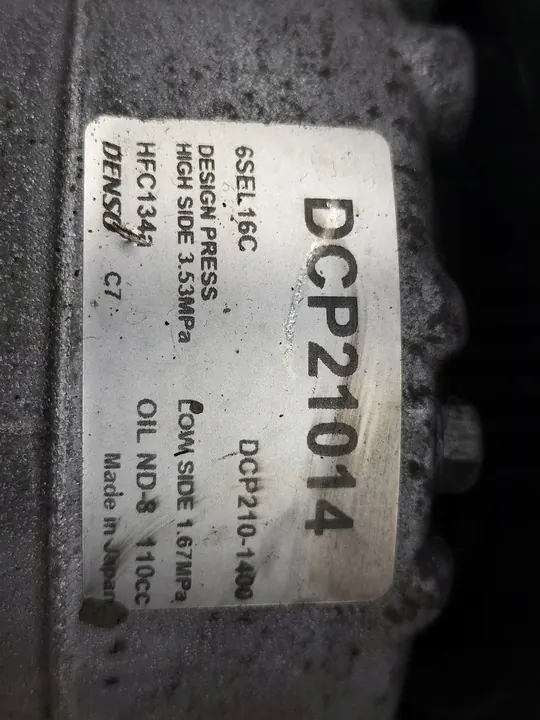 DCP21014
6SEL16C DCP210-1400
DESIGN PRESS
HIGH SIDE 3.53MPa LOW SIDE 1.67MPa
HFC134a OIL ND-8 110cc
DENSO C7 Made in Japan